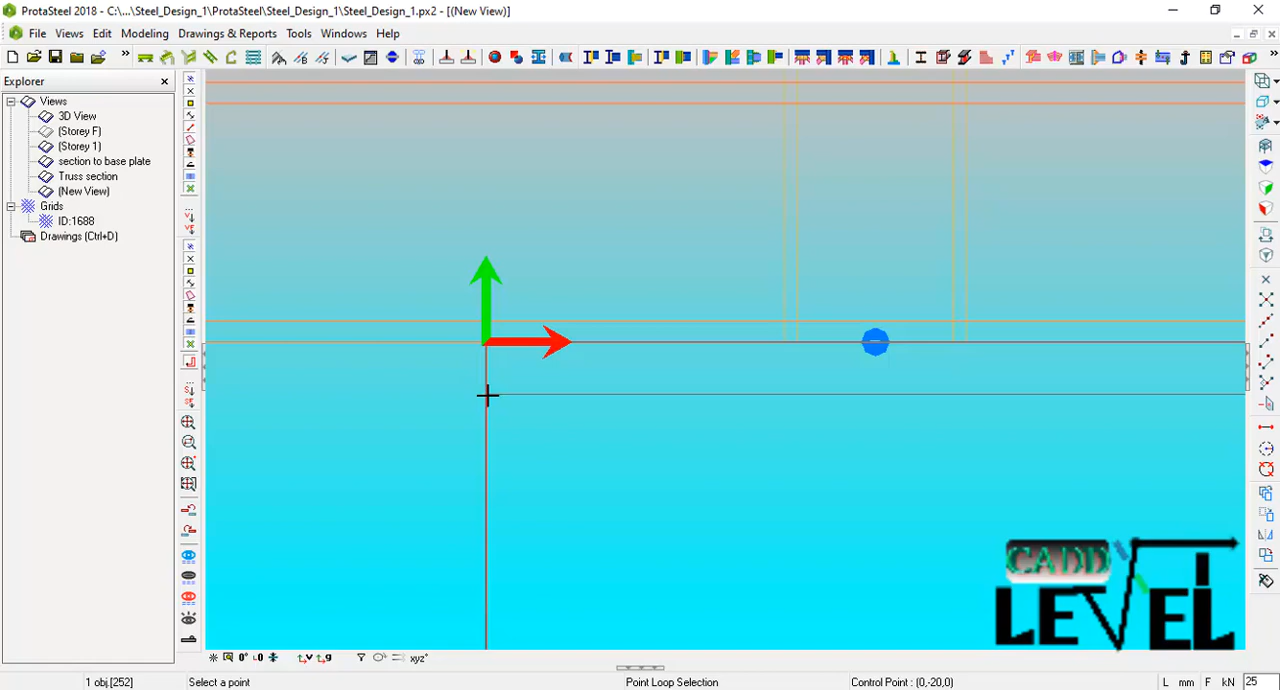 ProtaSteel 2018 - C:\...\Steel_Design_1\ProtaSteel\Steel_Design_1\Steel_Design_1.px2 - [(New View)]
File Views Edit Modeling Drawings & Reports Tools Windows Help
Explorer
Views
3D View
(Storey F)
(Storey 1)
section to base plate
Truss section
(New View)
Grids
ID:1688
Drawings (Ctrl+D)
CADD
LEVEL
1 obj.[252] Select a point Point Loop Selection Control Point : (0,-20,0) L mm F kN 25